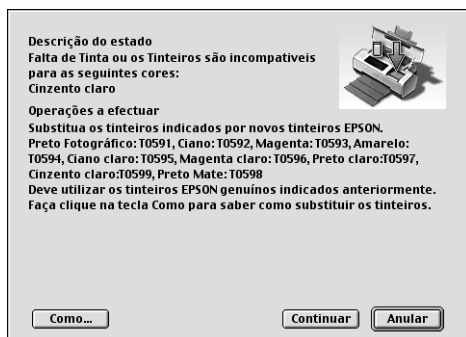 Descrição do estado
Falta de Tinta ou os Tinteiros são incompatíveis
para as seguintes cores:
Cinzento claro
Operações a efectuar
Substitua os tinteiros indicados por novos tinteiros EPSON.
Preto Fotográfico: T0591, Ciano: T0592, Magenta: T0593, Amarelo:
T0594, Ciano claro: T0595, Magenta claro: T0596, Preto claro:T0597,
Cinzento claro:T0599, Preto Mate: T0598
Deve utilizar os tinteiros EPSON genuínos indicados anteriormente.
Faça clique na tecla Como para saber como substituir os tinteiros.
Como...
Continuar
Anular